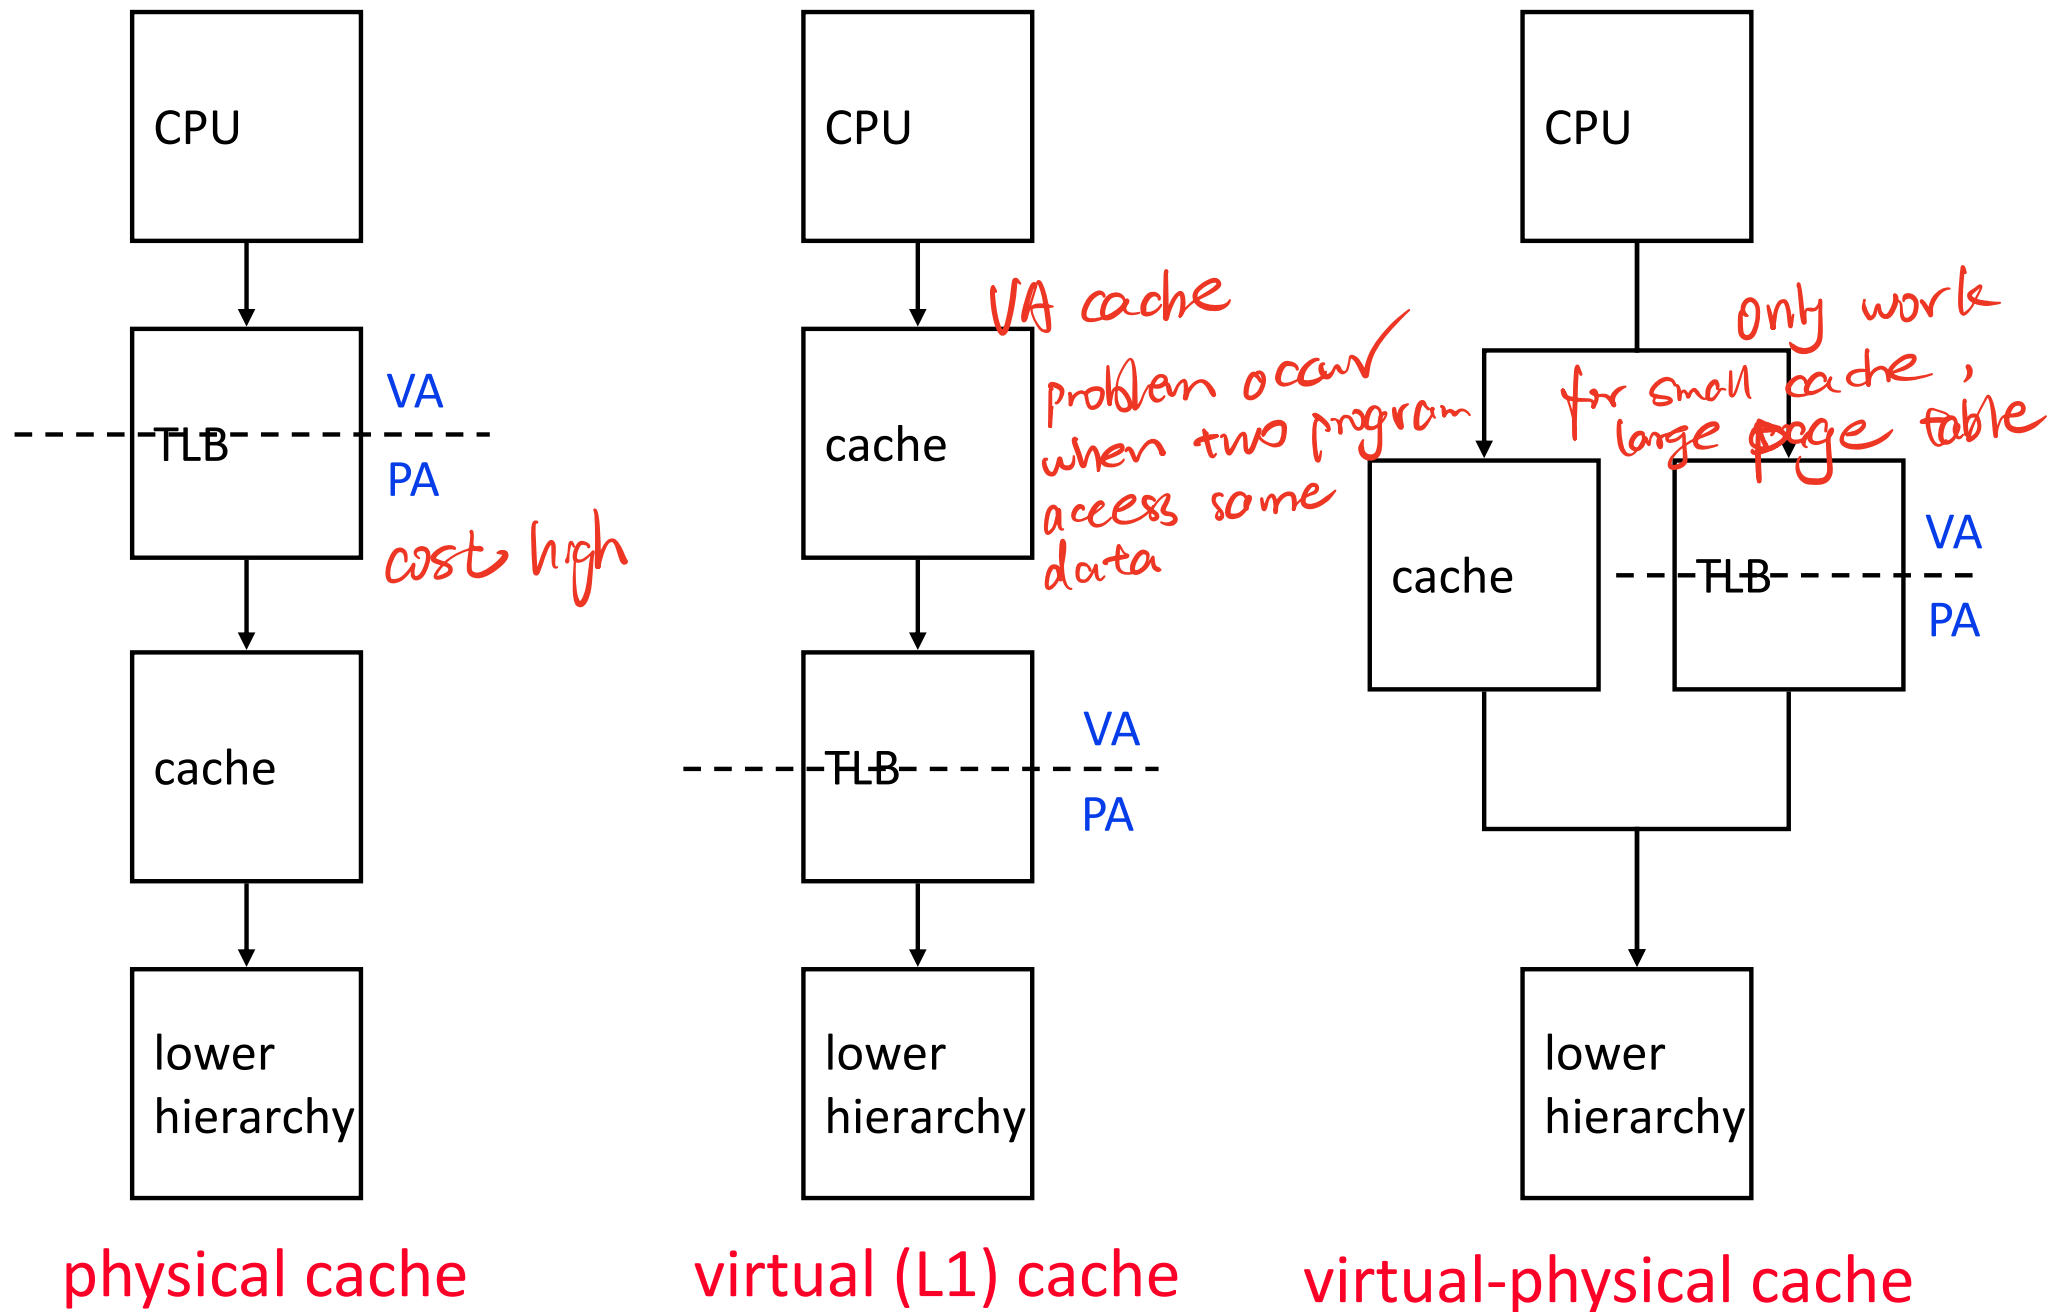 CPU
TLB
VA
PA
cost high
cache
lower
hierarchy
physical cache
CPU
cache
VA cache
problem occur
when two program
access same
data
TLB
VA
PA
lower
hierarchy
virtual (L1) cache
CPU
only work
for small cache,
large page table
cache
TLB
VA
PA
lower
hierarchy
virtual-physical cache